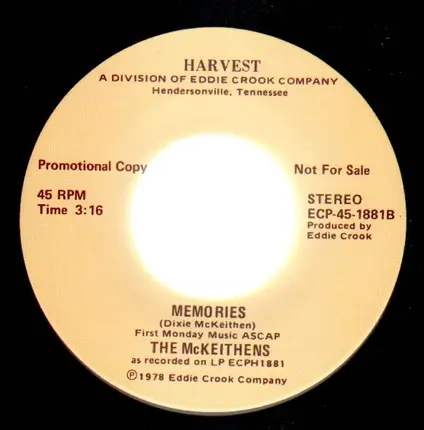 HARVEST
A DIVISION OF EDDIE CROOK COMPANY
Hendersonville, Tennessee
Promotional Copy
Not For Sale
45 RPM
Time 3:16
STEREO
ECP-45-1881B
Produced by
Eddie Crook
MEMORIES
(Dixie McKeithen)
First Monday Music ASCAP
THE McKEITHENS
as recorded on LP ECPH1881
℗1978 Eddie Crook Company